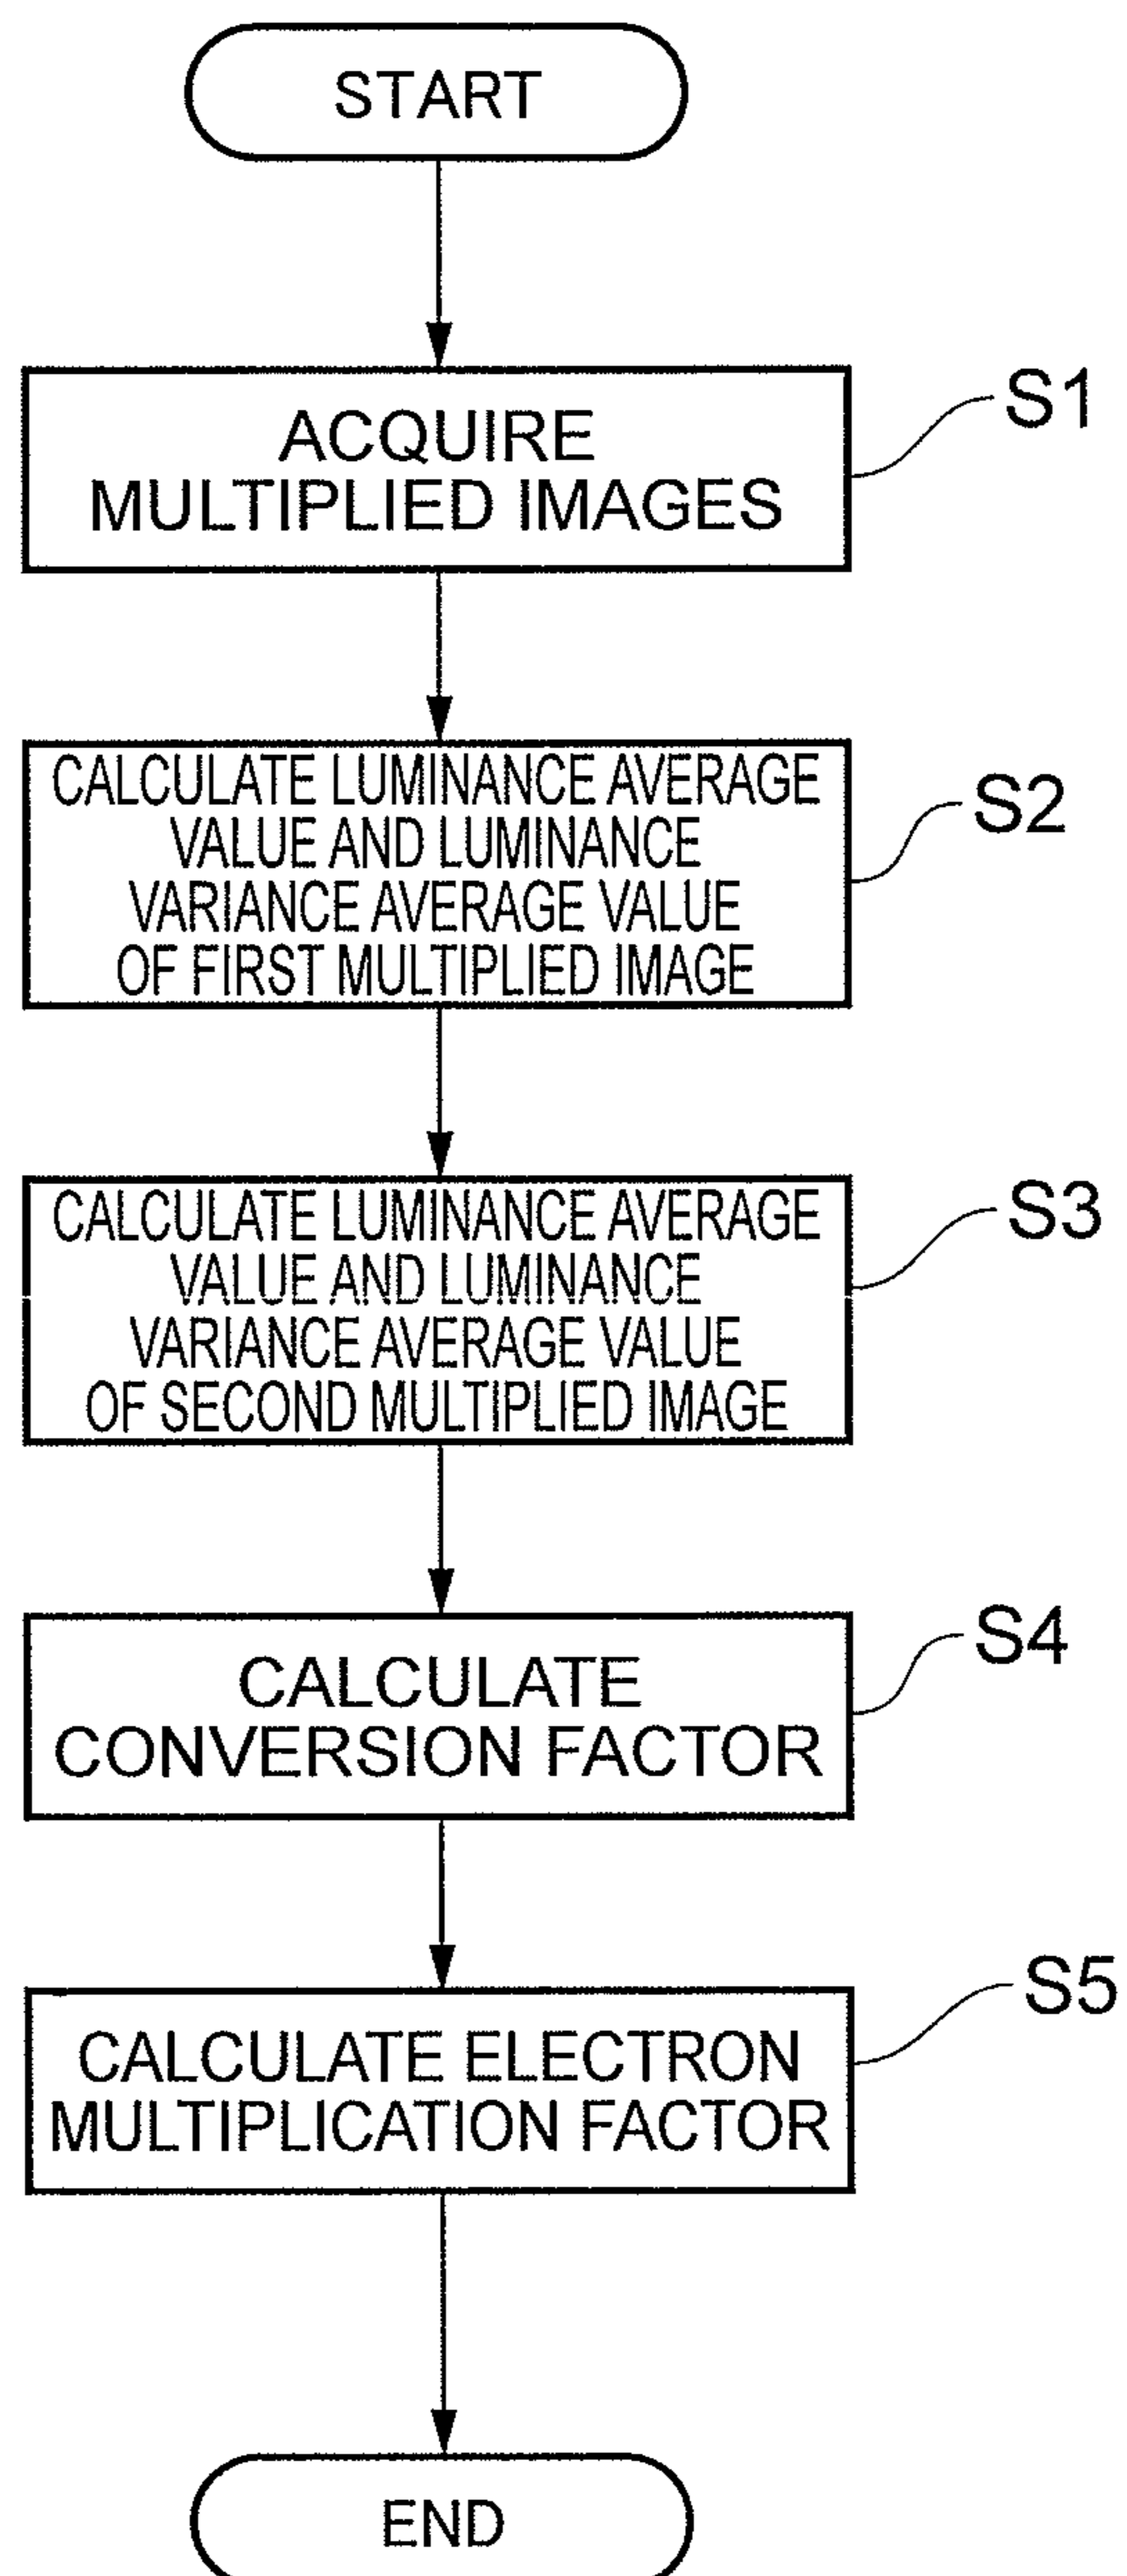 START
ACQUIRE
MULTIPLIED IMAGES
S1
CALCULATE LUMINANCE AVERAGE
VALUE AND LUMINANCE
VARIANCE AVERAGE VALUE
OF FIRST MULTIPLIED IMAGE
S2
CALCULATE LUMINANCE AVERAGE
VALUE AND LUMINANCE
VARIANCE AVERAGE VALUE
OF SECOND MULTIPLIED IMAGE
S3
CALCULATE
CONVERSION FACTOR
S4
CALCULATE ELECTRON
MULTIPLICATION FACTOR
S5
END